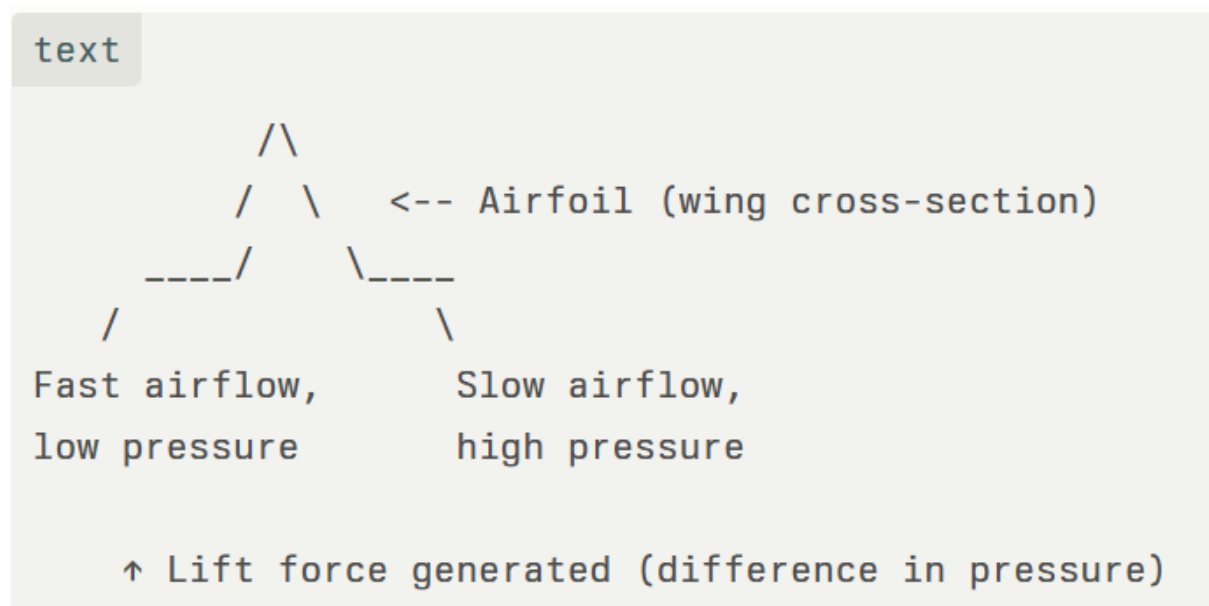 text
/\
/  \   <-- Airfoil (wing cross-section)
____/    \____
/              \
Fast airflow,      Slow airflow,
low pressure       high pressure
↑ Lift force generated (difference in pressure)